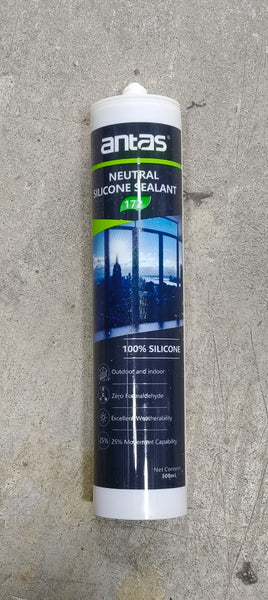 antas®
NEUTRAL
SILICONE SEALANT
172
100% SILICONE
Outdoor and indoor
Zero Formaldehyde
Excellent Weatherability
25% 25% Movement Capability
Net Content
300mL